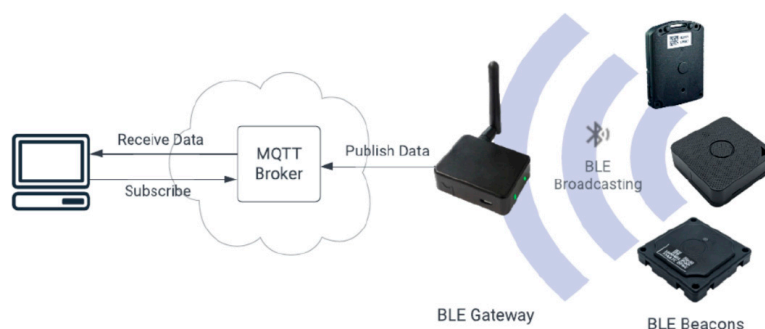 Receive Data
Subscribe
MQTT
Broker
Publish Data
BLE
Broadcasting
BLE Gateway
BLE Beacons